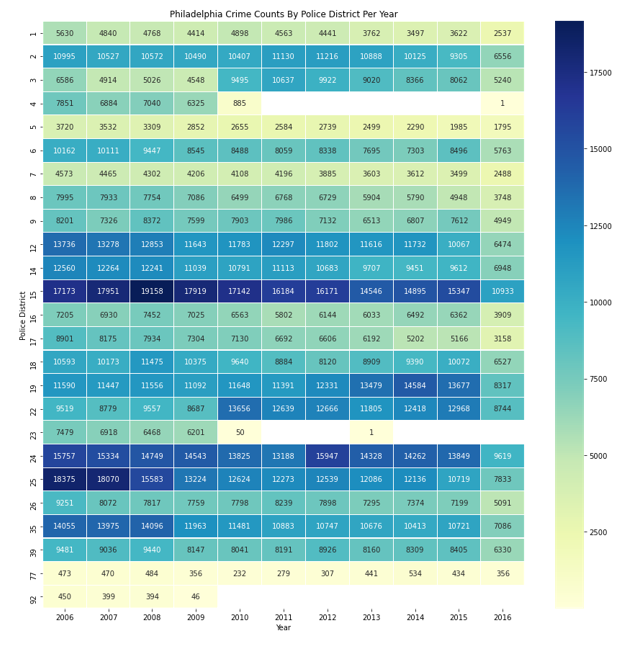 Philadelphia Crime Counts By Police District Per Year
1 5630 4840 4768 4414 4898 4563 4441 3762 3497 3622 2537
2 10995 10527 10572 10490 10407 11130 11216 10888 10125 9305 6556
3 6586 4914 5026 4548 9495 10637 9922 9020 8366 8062 5240
4 7851 6884 7040 6325 885 1
5 3720 3532 3309 2852 2655 2584 2739 2499 2290 1985 1795
6 10162 10111 9447 8545 8488 8059 8338 7695 7303 8496 5763
7 4573 4465 4302 4206 4108 4196 3885 3603 3612 3499 2488
8 7995 7933 7754 7086 6499 6768 6729 5904 5790 4948 3748
9 8201 7326 8372 7599 7903 7986 7132 6513 6807 7612 4949
12 13736 13278 12853 11643 11783 12297 11802 11616 11732 10067 6474
14 12560 12264 12241 11039 10791 11113 10683 9707 9451 9612 6948
15 17173 17951 19158 17919 17142 16184 16171 14546 14895 15347 10933
16 7205 6930 7452 7025 6563 5802 6144 6033 6492 6362 3909
17 8901 8175 7934 7304 7130 6692 6606 6192 5202 5166 3158
18 10593 10173 11475 10375 9640 8884 8120 8909 9390 10072 6527
19 11590 11447 11556 11092 11648 11391 12331 13479 14584 13677 8317
22 9519 8779 9557 8687 13656 12639 12666 11805 12418 12968 8744
23 7479 6918 6468 6201 50 1
24 15757 15334 14749 14543 13825 13188 15947 14328 14262 13849 9619
25 18375 18070 15583 13224 12624 12273 12539 12086 12136 10719 7833
26 9251 8072 7817 7759 7798 8239 7898 7295 7374 7199 5091
35 14055 13975 14096 11963 11481 10883 10747 10676 10413 10721 7086
39 9481 9036 9440 8147 8041 8191 8926 8160 8309 8405 6330
77 473 470 484 356 232 279 307 441 534 434 356
92 450 399 394 46
2006 2007 2008 2009 2010 2011 2012 2013 2014 2015 2016
Year
Police District
17500
15000
12500
10000
7500
5000
2500